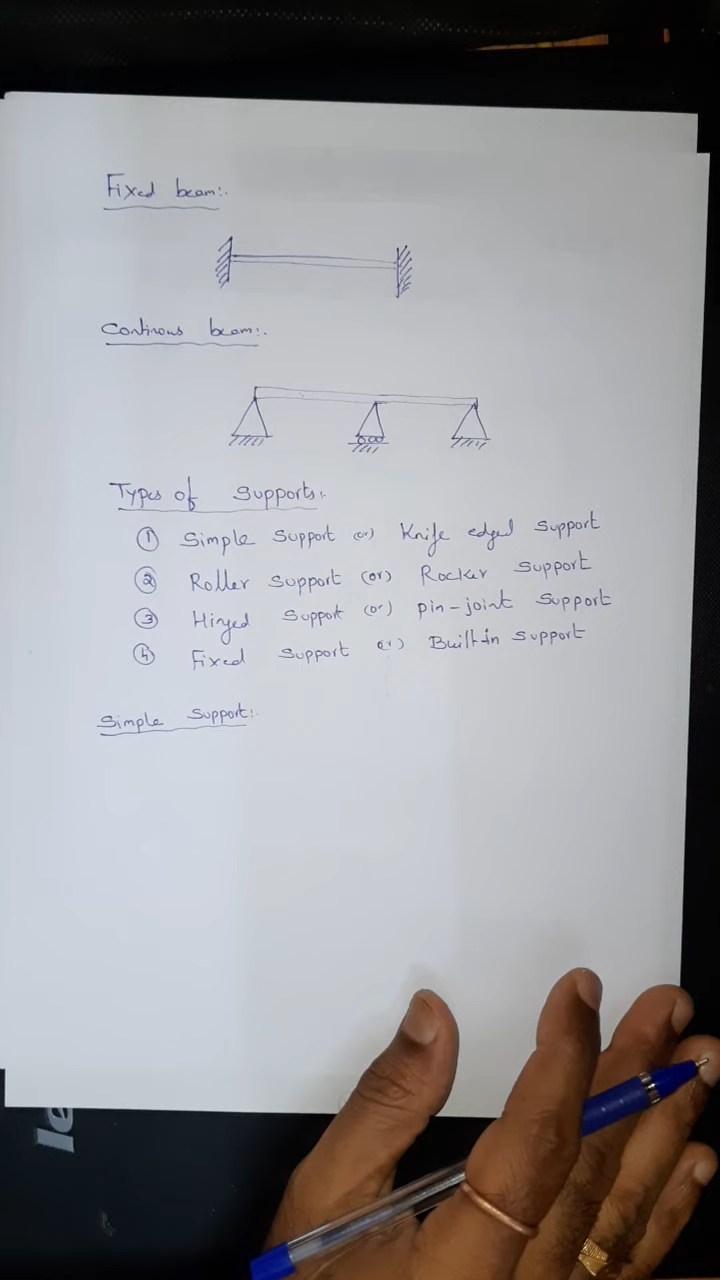 Fixed beam:-
Continous beam:-
Types of Supports:-
① Simple Support (or) Knife edged Support
② Roller Support (or) Rocker Support
③ Hinged Support (or) pin-joint Support
④ Fixed Support (or) Built in Support
Simple Support:-